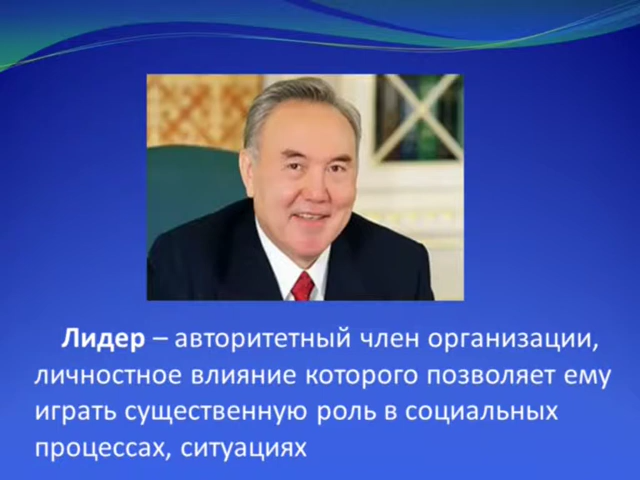 Лидер – авторитетный член организации,
личностное влияние которого позволяет ему
играть существенную роль в социальных
процессах, ситуациях